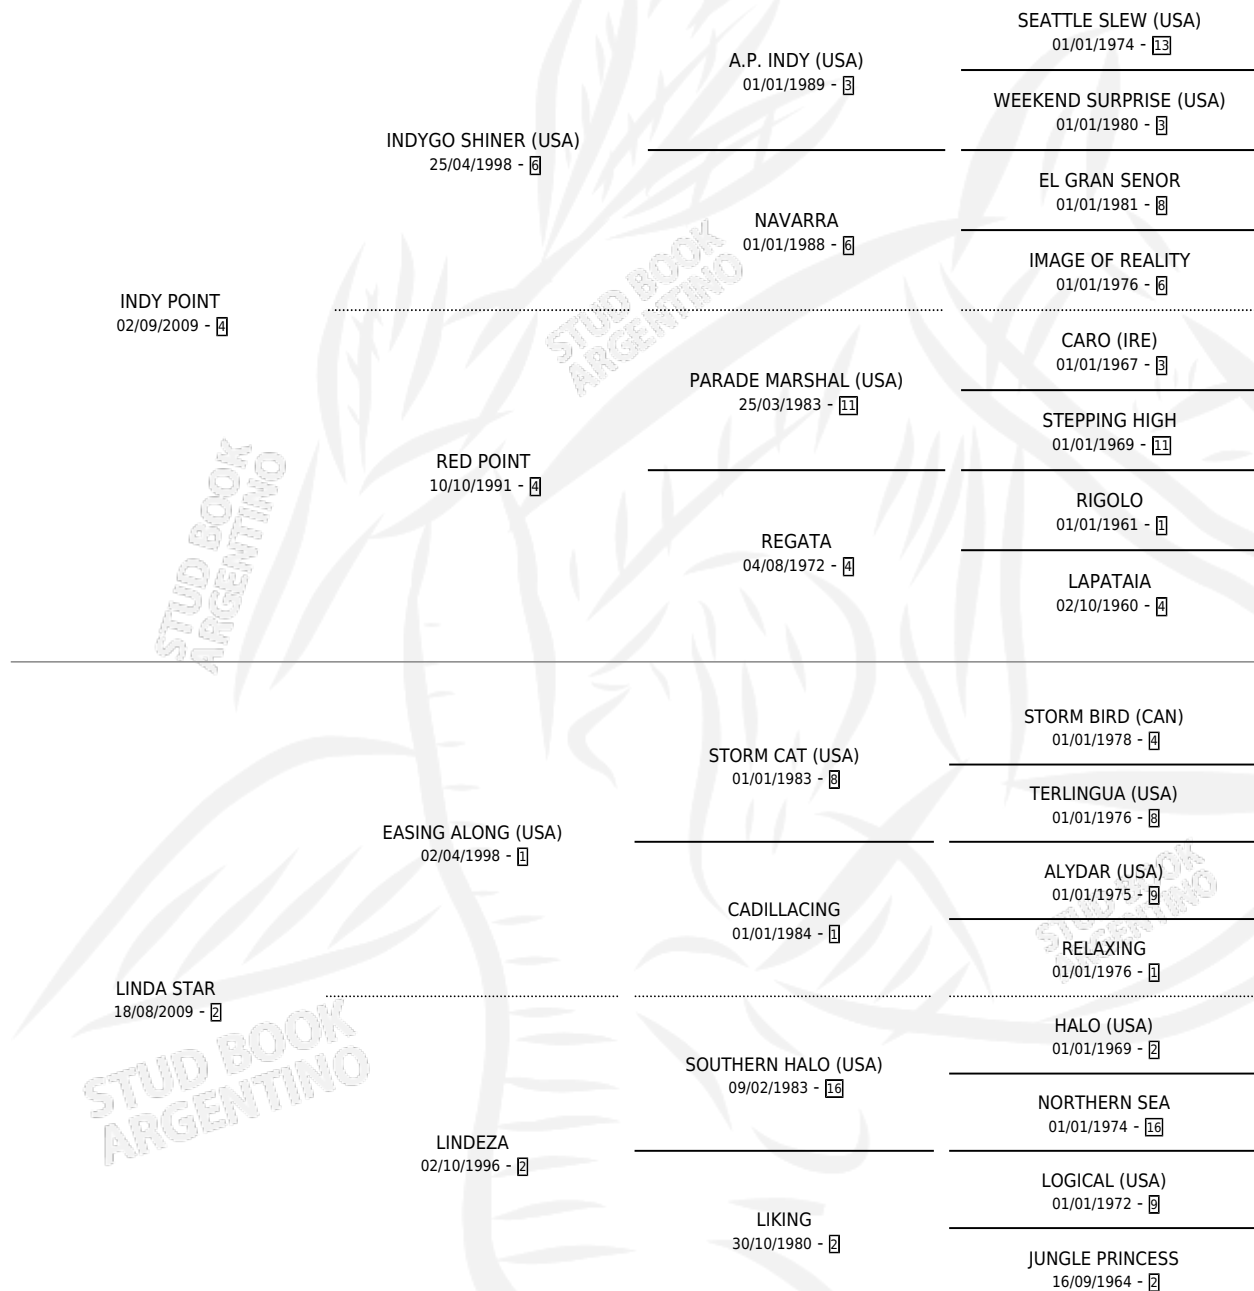 SEATTLE SLEW (USA)
01/01/1974 - 13
A.P. INDY (USA)
01/01/1989 - 3
WEEKEND SURPRISE (USA)
01/01/1980 - 3
INDYGO SHINER (USA)
25/04/1998 - 6
EL GRAN SENOR
01/01/1981 - 8
NAVARRA
01/01/1988 - 6
IMAGE OF REALITY
01/01/1976 - 6
INDY POINT
02/09/2009 - 4
CARO (IRE)
01/01/1967 - 3
PARADE MARSHAL (USA)
25/03/1983 - 11
STEPPING HIGH
01/01/1969 - 11
RED POINT
10/10/1991 - 4
RIGOLO
01/01/1961 - 1
REGATA
04/08/1972 - 4
LAPATAIA
02/10/1960 - 4
STORM BIRD (CAN)
01/01/1978 - 4
STORM CAT (USA)
01/01/1983 - 8
TERLINGUA (USA)
01/01/1976 - 8
EASING ALONG (USA)
02/04/1998 - 1
ALYDAR (USA)
01/01/1975 - 9
CADILLACING
01/01/1984 - 1
RELAXING
01/01/1976 - 1
LINDA STAR
18/08/2009 - 2
HALO (USA)
01/01/1969 - 2
SOUTHERN HALO (USA)
09/02/1983 - 16
NORTHERN SEA
01/01/1974 - 16
LINDEZA
02/10/1996 - 2
LOGICAL (USA)
01/01/1972 - 9
LIKING
30/10/1980 - 2
JUNGLE PRINCESS
16/09/1964 - 2
STUD BOOK
ARGENTINO
STUD BOOK
ARGENTINO
STUD BOOK
ARGENTINO
STUD BOOK
ARGENTINO